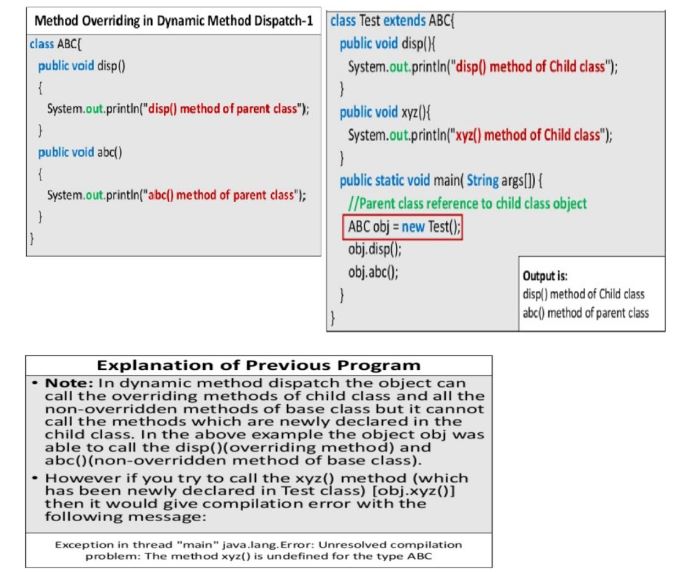 Method Overriding in Dynamic Method Dispatch-1
class ABC{
public void disp()
{
System.out.println("disp() method of parent class");
}
public void abc()
{
System.out.println("abc() method of parent class");
}
}
class Test extends ABC{
public void disp(){
System.out.println("disp() method of Child class");
}
public void xyz(){
System.out.println("xyz() method of Child class");
}
public static void main( String args[]) {
//Parent class reference to child class object
ABC obj = new Test();
obj.disp();
obj.abc();
}
}
Output is:
disp() method of Child class
abc() method of parent class
Explanation of Previous Program
• Note: In dynamic method dispatch the object can
call the overriding methods of child class and all the
non-overridden methods of base class but it cannot
call the methods which are newly declared in the
child class. In the above example the object obj was
able to call the disp()(overriding method) and
abc()(non-overridden method of base class).
• However if you try to call the xyz() method (which
has been newly declared in Test class) [obj.xyz()]
then it would give compilation error with the
following message:
Exception in thread "main" java.lang.Error: Unresolved compilation
problem: The method xyz() is undefined for the type ABC